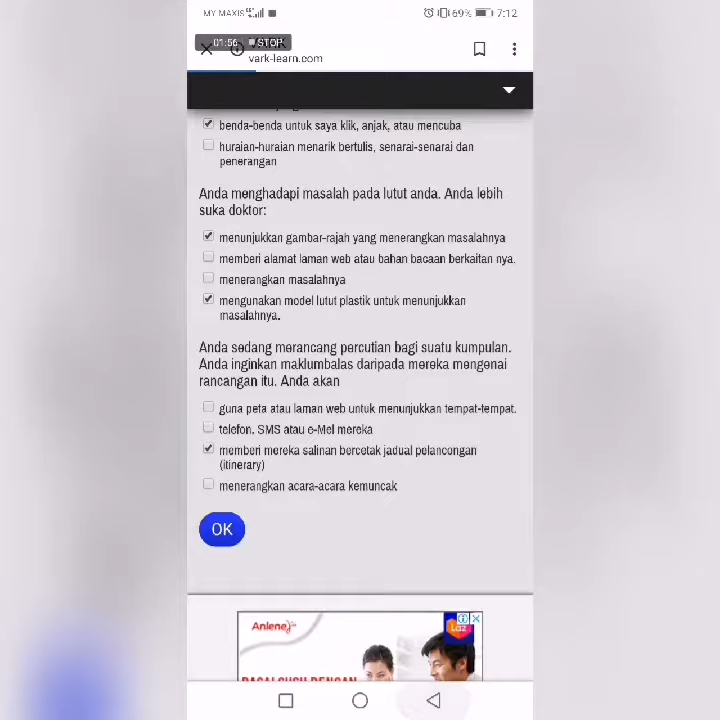 MY MAXIS
69%
7:12
01:56
STOP
vark-learn.com
benda-benda untuk saya klik, anjak, atau mencuba
huraian-huraian menarik bertulis, senarai-senarai dan
penerangan
Anda menghadapi masalah pada lutut anda. Anda lebih
suka doktor:
menunjukkan gambar-rajah yang menerangkan masalahnya
memberi alamat laman web atau bahan bacaan berkaitan nya.
menerangkan masalahnya
mengunakan model lutut plastik untuk menunjukkan
masalahnya.
Anda sedang merancang percutian bagi suatu kumpulan.
Anda inginkan maklumbalas daripada mereka mengenai
rancangan itu. Anda akan
guna peta atau laman web untuk menunjukkan tempat-tempat.
telefon, SMS atau e-Mel mereka
memberi mereka salinan bercetak jadual pelancongan
(itinerary)
menerangkan acara-acara kemuncak
OK
Anlene
Laz